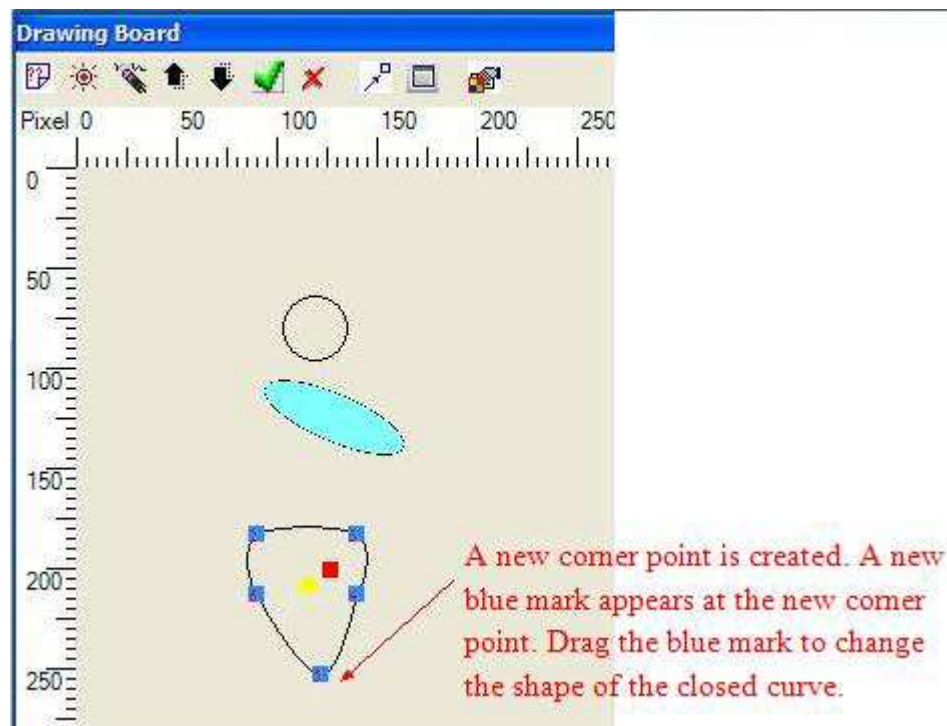 Drawing Board
Pixel 0 50 100 150 200 250
0
50
100
150
200
250
A new corner point is created. A new
blue mark appears at the new corner
point. Drag the blue mark to change
the shape of the closed curve.